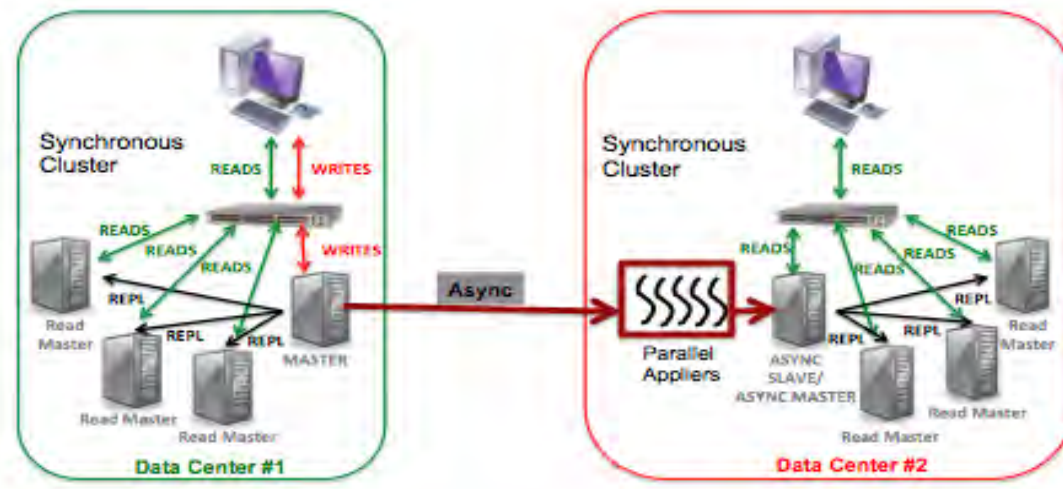 Synchronous
Cluster
READS
WRITES
READS
READS
READS
WRITES
REPL
REPL
REPL
Read
Master
MASTER
Read Master
Read Master
Data Center #1
Async
Parallel
Appliers
Synchronous
Cluster
READS
READS
READS
READS
READS
REPL
REPL
REPL
ASYNC
SLAVE/
ASYNC MASTER
Read
Master
Read Master
Read Master
Data Center #2